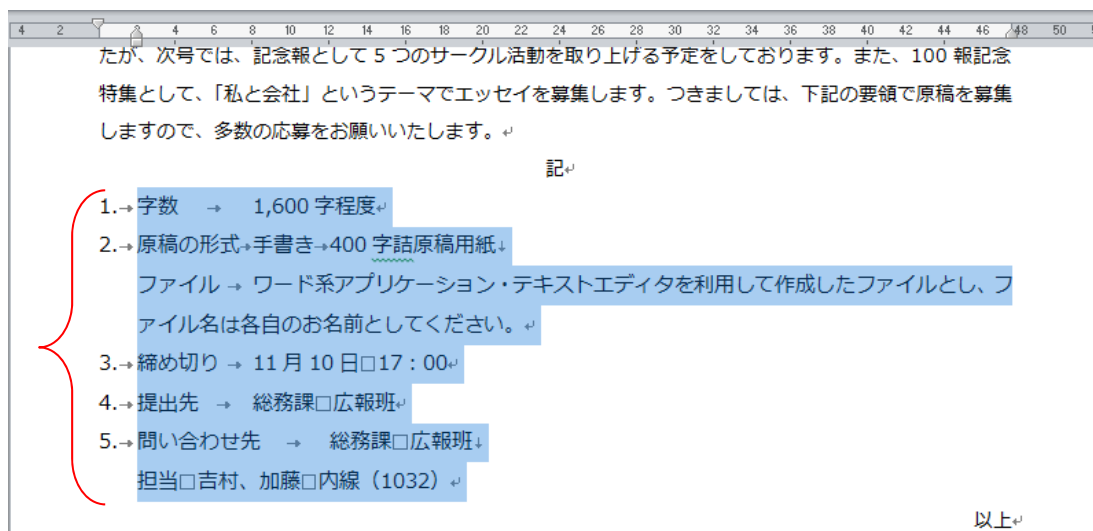 4 2 2 4 6 8 10 12 14 16 18 20 22 24 26 28 30 32 34 36 38 40 42 44 46 48 50
たが、次号では、記念報として 5 つのサークル活動を取り上げる予定をしております。また、100 報記念
特集として、「私と会社」というテーマでエッセイを募集します。つきましては、下記の要領で原稿を募集
しますので、多数の応募をお願いいたします。↵
記↵
1.→字数 → 1,600 字程度↵
2.→原稿の形式→手書き→400 字詰原稿用紙↓
ファイル → ワード系アプリケーション・テキストエディタを利用して作成したファイルとし、フ
ァイル名は各自のお名前としてください。↵
3.→締め切り → 11 月 10 日□17：00↵
4.→提出先 → 総務課□広報班↵
5.→問い合わせ先 → 総務課□広報班↓
担当□吉村、加藤□内線（1032）↵
以上↵